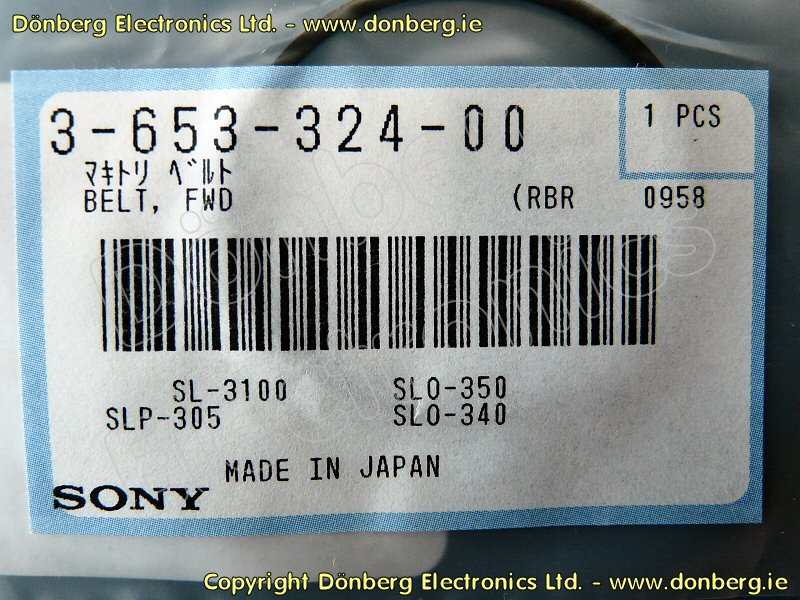 Dönberg Electronics Ltd. - www.donberg.ie
3-653-324-00
1 PCS
ﾏｷﾄﾘ ﾍﾞﾙﾄ
BELT, FWD (RBR 0958
SL-3100 SLO-350
SLP-305 SLO-340
MADE IN JAPAN
SONY
Copyright Dönberg Electronics Ltd. - www.donberg.ie